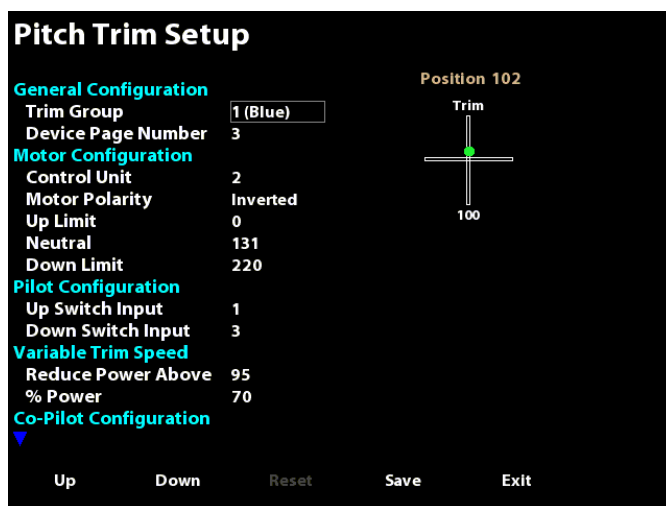 Pitch Trim Setup
General Configuration
Trim Group 1 (Blue)
Device Page Number 3
Motor Configuration
Control Unit 2
Motor Polarity Inverted
Up Limit 0
Neutral 131
Down Limit 220
Pilot Configuration
Up Switch Input 1
Down Switch Input 3
Variable Trim Speed
Reduce Power Above 95
% Power 70
Co-Pilot Configuration
Position 102
Trim
100
Up Down Reset Save Exit